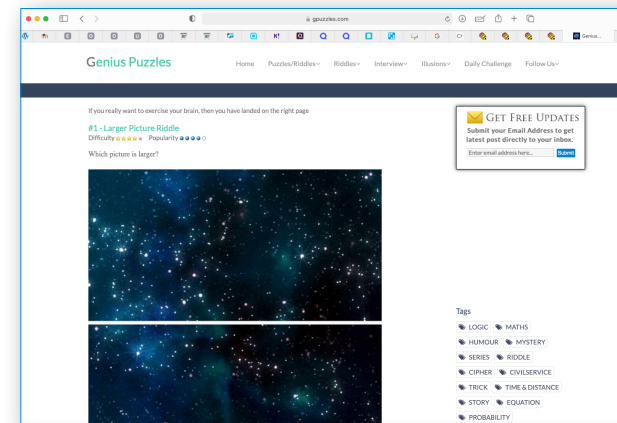 gpuzzles.com
Genius...
Genius Puzzles
Home Puzzles/Riddles Riddles Interview Illusions Daily Challenge Follow Us
If you really want to exercise your brain, then you have landed on the right page
#1 - Larger Picture Riddle
Difficulty Popularity
Which picture is larger?
GET FREE UPDATES
Submit your Email Address to get
latest post directly to your inbox.
Enter email address here... Submit
Tags
LOGIC MATHS
HUMOUR MYSTERY
SERIES RIDDLE
CIPHER CIVILSERVICE
TRICK TIME & DISTANCE
STORY EQUATION
PROBABILITY